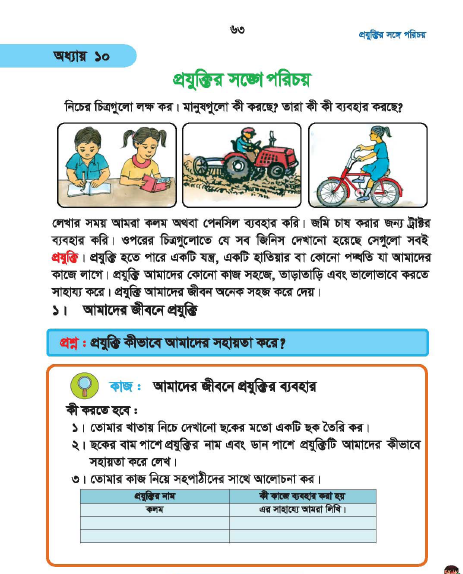 ৬৩
প্রযুক্তির সঙ্গে পরিচয়
অধ্যায় ১০
প্রযুক্তির সঙ্গে পরিচয়
নিচের চিত্রগুলো লক্ষ কর। মানুষগুলো কী করছে? তারা কী কী ব্যবহার করছে?
লেখার সময় আমরা কলম অথবা পেনসিল ব্যবহার করি। জমি চাষ করার জন্য ট্রাক্টর
ব্যবহার করি। ওপরের চিত্রগুলোতে যে সব জিনিস দেখানো হয়েছে সেগুলো সবই
প্রযুক্তি। প্রযুক্তি হতে পারে একটি যন্ত্র, একটি হাতিয়ার বা কোনো পদ্ধতি যা আমাদের
কাজে লাগে। প্রযুক্তি আমাদের কোনো কাজ সহজে, তাড়াতাড়ি এবং ভালোভাবে করতে
সাহায্য করে। প্রযুক্তি আমাদের জীবন অনেক সহজ করে দেয়।
১। আমাদের জীবনে প্রযুক্তি
প্রশ্ন : প্রযুক্তি কীভাবে আমাদের সহায়তা করে?
কাজ : আমাদের জীবনে প্রযুক্তির ব্যবহার
কী করতে হবে :
১। তোমার খাতায় নিচে দেখানো ছকের মতো একটি ছক তৈরি কর।
২। ছকের বাম পাশে প্রযুক্তির নাম এবং ডান পাশে প্রযুক্তিটি আমাদের কীভাবে
সহায়তা করে লেখ।
৩। তোমার কাজ নিয়ে সহপাঠীদের সাথে আলোচনা কর।
প্রযুক্তির নাম কী কাজে ব্যবহার করা হয়
কলম এর সাহায্যে আমরা লিখি।